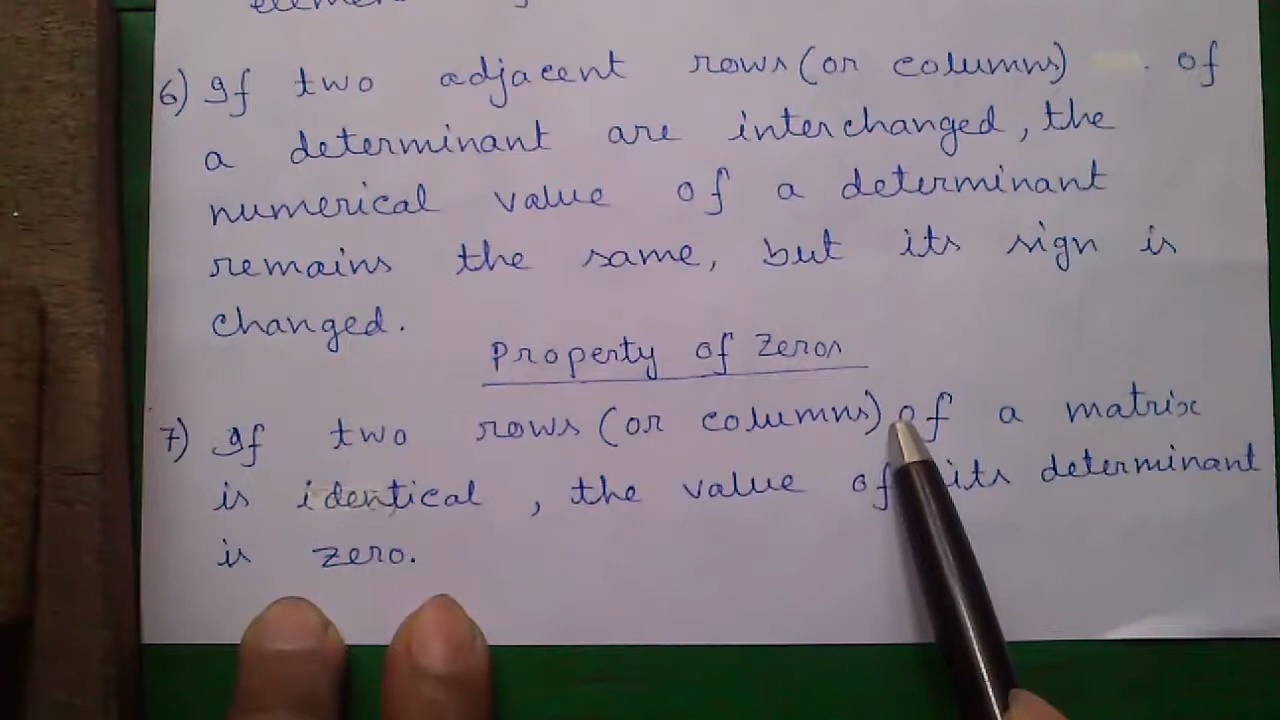 6) If two adjacent rows (or columns) of
a determinant are interchanged, the
numerical value of a determinant
remains the same, but its sign is
changed.
Property of Zeros
7) If two rows (or columns) of a matrix
is identical, the value of its determinant
is zero.